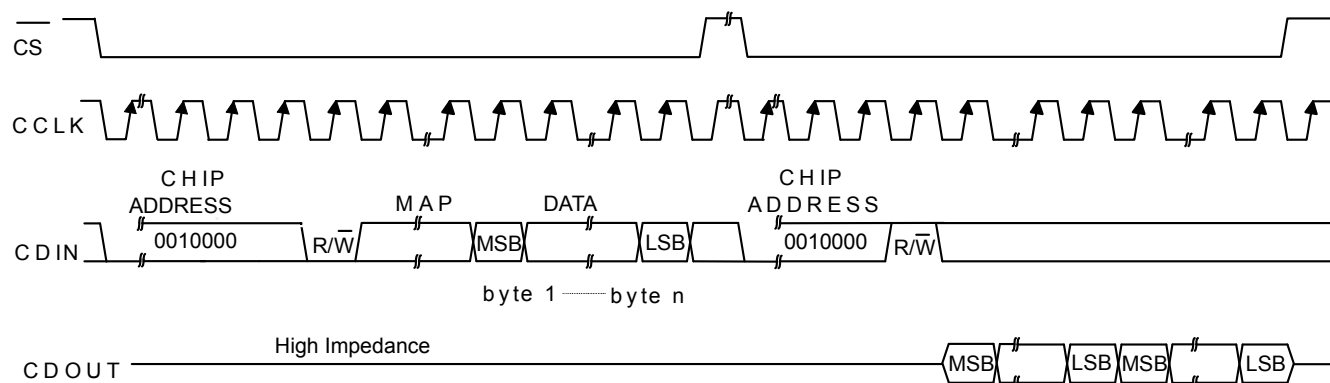 CS
CCLK
CHIP
ADDRESS
MAP
DATA
CHIP
ADDRESS
CDIN
0010000
R/W
MSB
LSB
0010000
R/W
byte 1
byte n
High Impedance
CDOUT
MSB
LSB
MSB
LSB